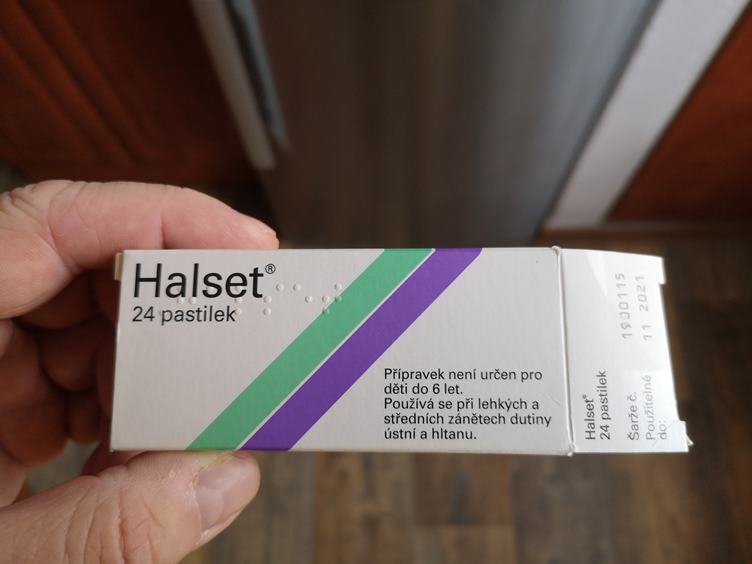 Halset®
24 pastilek
Přípravek není určen pro
děti do 6 let.
Používá se při lehkých a
středních zánětech dutiny
ústní a hltanu.
Halset®
24 pastilek
Šarže č.
1900115
Použitelné
11 2021
do: